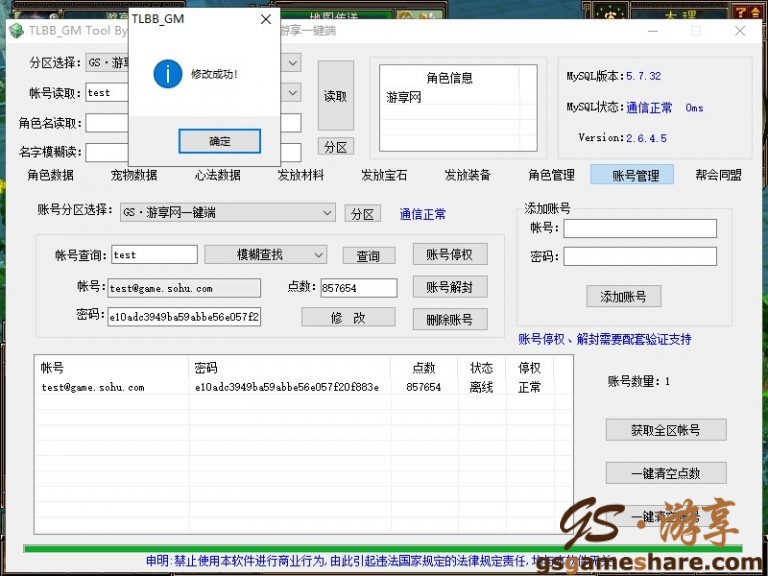 TLBB_GM
地图传送
大理
TLBB_GM Tool By
游享一键端
修改成功!
确定
分区选择: GS·游
帐号读取: test
角色名读取:
名字模糊读:
读取
分区
角色信息
游享网
MySQL版本:5.7.32
MySQL状态:通信正常 0ms
Version:2.6.4.5
角色数据 宠物数据 心法数据 发放材料 发放宝石 发放装备 角色管理 账号管理 帮会同盟
账号分区选择: GS·游享网一键端 分区 通信正常
帐号查询: test 模糊查找 查询 账号停权
帐号: test@game.sohu.com 点数: 857654 账号解封
密码: e10adc3949ba59abbe56e057f2 修 改 删除账号
添加账号
帐号:
密码:
添加账号
账号停权、解封需要配套验证支持
帐号 密码 点数 状态 停权
test@game.sohu.com e10adc3949ba59abbe56e057f20f883e 857654 离线 正常
账号数量: 1
获取全区帐号
一键清空点数
一键清空
GS·游享
gsgameshare.com
申明:禁止使用本软件进行商业行为,由此引起违法国家规定的法律规定责任,